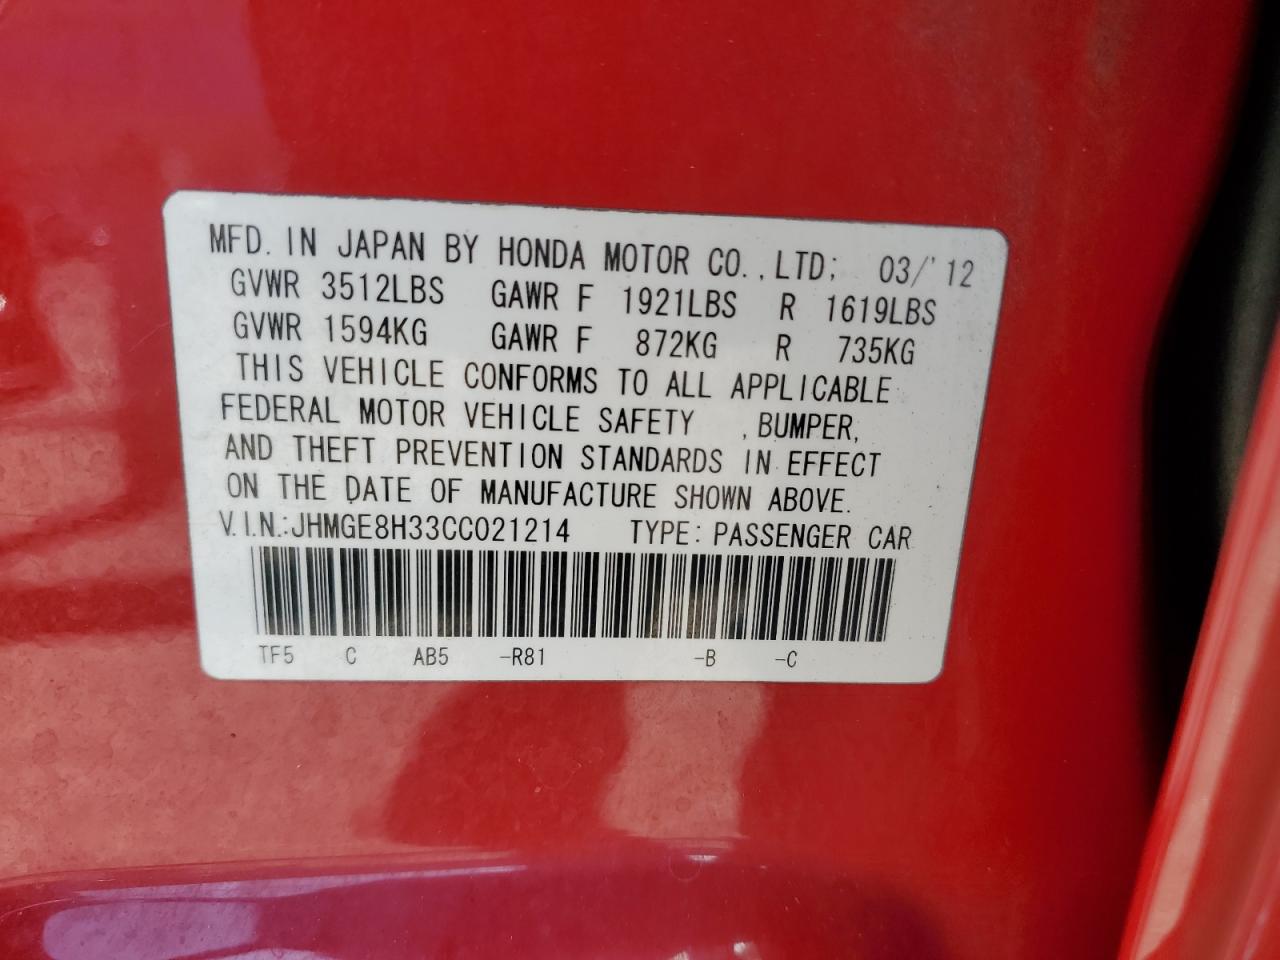 MFD. IN JAPAN BY HONDA MOTOR CO.,LTD; 03/'12
GVWR 3512LBS GAWR F 1921LBS R 1619LBS
GVWR 1594KG GAWR F 872KG R 735KG
THIS VEHICLE CONFORMS TO ALL APPLICABLE
FEDERAL MOTOR VEHICLE SAFETY , BUMPER,
AND THEFT PREVENTION STANDARDS IN EFFECT
ON THE DATE OF MANUFACTURE SHOWN ABOVE.
V.I.N.:JHMGE8H33CC021214 TYPE: PASSENGER CAR
TF5 C AB5 -R81 -B -C